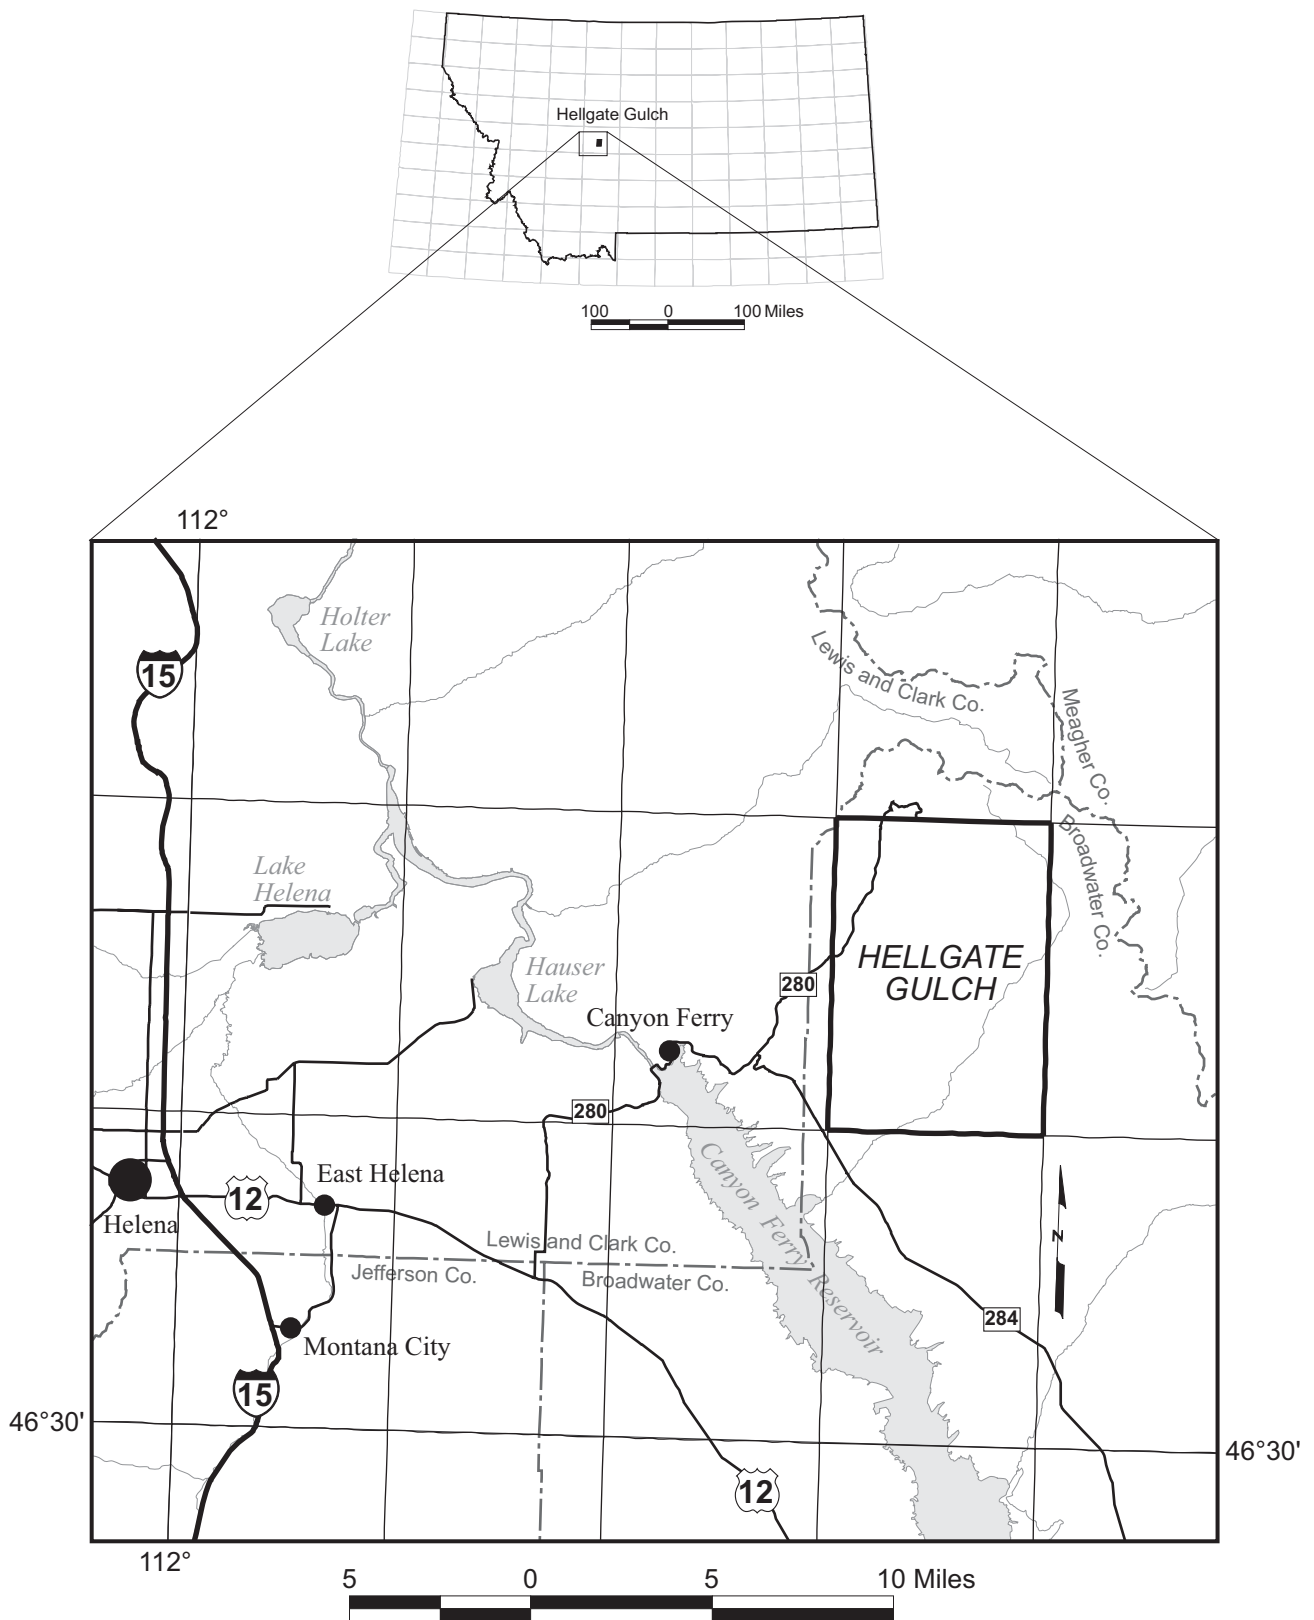 Hellgate Gulch
100 0 100 Miles
112°
Holter
Lake
15
Lewis and Clark Co.
Meagher Co.
Broadwater Co.
Lake
Helena
HELLGATE
GULCH
Hauser
Lake
280
Canyon Ferry
280
Canyon Ferry Reservoir
East Helena
12
Helena
Lewis and Clark Co.
Jefferson Co.
Broadwater Co.
N
284
Montana City
15
46°30'
46°30'
12
112°
5 0 5 10 Miles